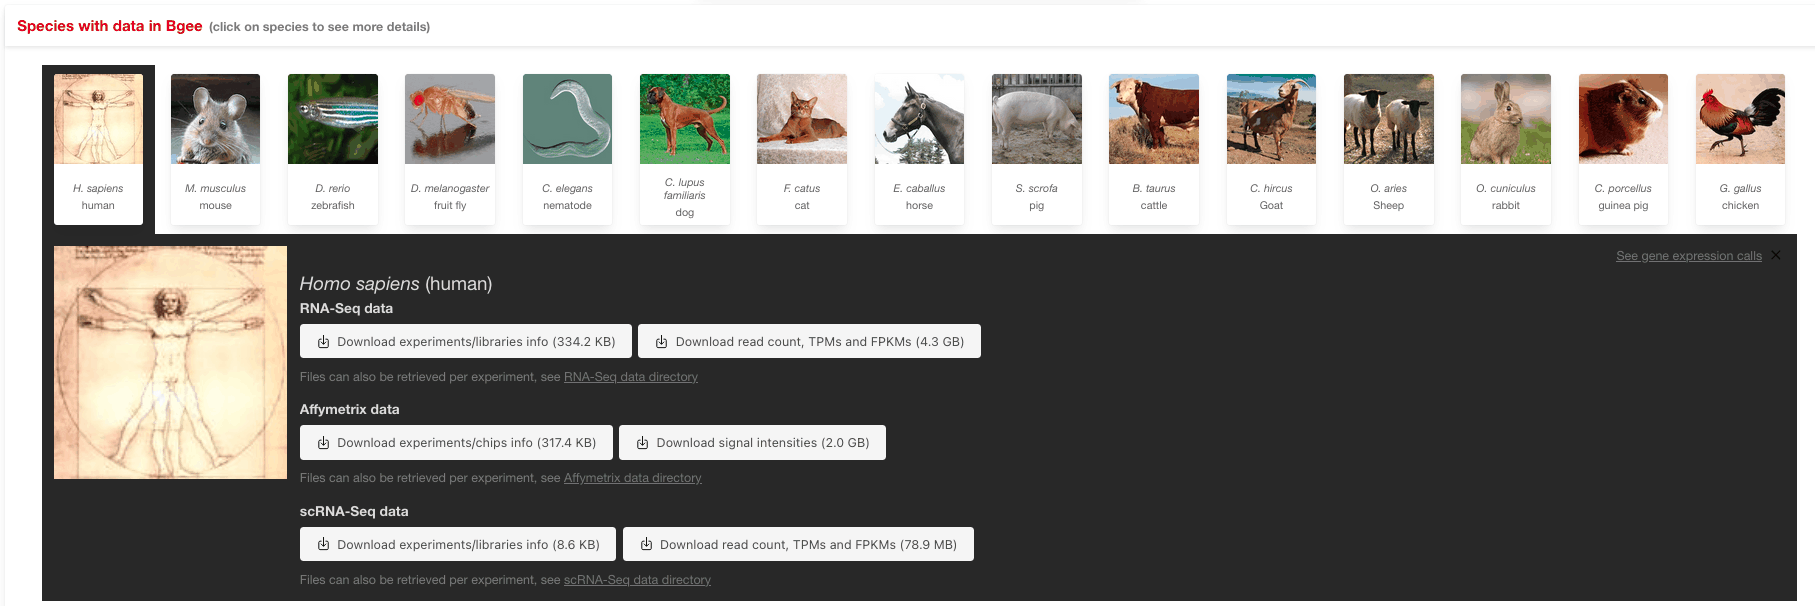 Species with data in Bgee (click on species to see more details)
H. sapiens
human
M. musculus
mouse
D. rerio
zebrafish
D. melanogaster
fruit fly
C. elegans
nematode
C. lupus
familiaris
dog
F. catus
cat
E. caballus
horse
S. scrofa
pig
B. taurus
cattle
C. hircus
Goat
O. aries
Sheep
O. cuniculus
rabbit
C. porcellus
guinea pig
G. gallus
chicken
See gene expression calls
Homo sapiens (human)
RNA-Seq data
Download experiments/libraries info (334.2 KB) Download read count, TPMs and FPKMs (4.3 GB)
Files can also be retrieved per experiment, see RNA-Seq data directory
Affymetrix data
Download experiments/chips info (317.4 KB) Download signal intensities (2.0 GB)
Files can also be retrieved per experiment, see Affymetrix data directory
scRNA-Seq data
Download experiments/libraries info (8.6 KB) Download read count, TPMs and FPKMs (78.9 MB)
Files can also be retrieved per experiment, see scRNA-Seq data directory